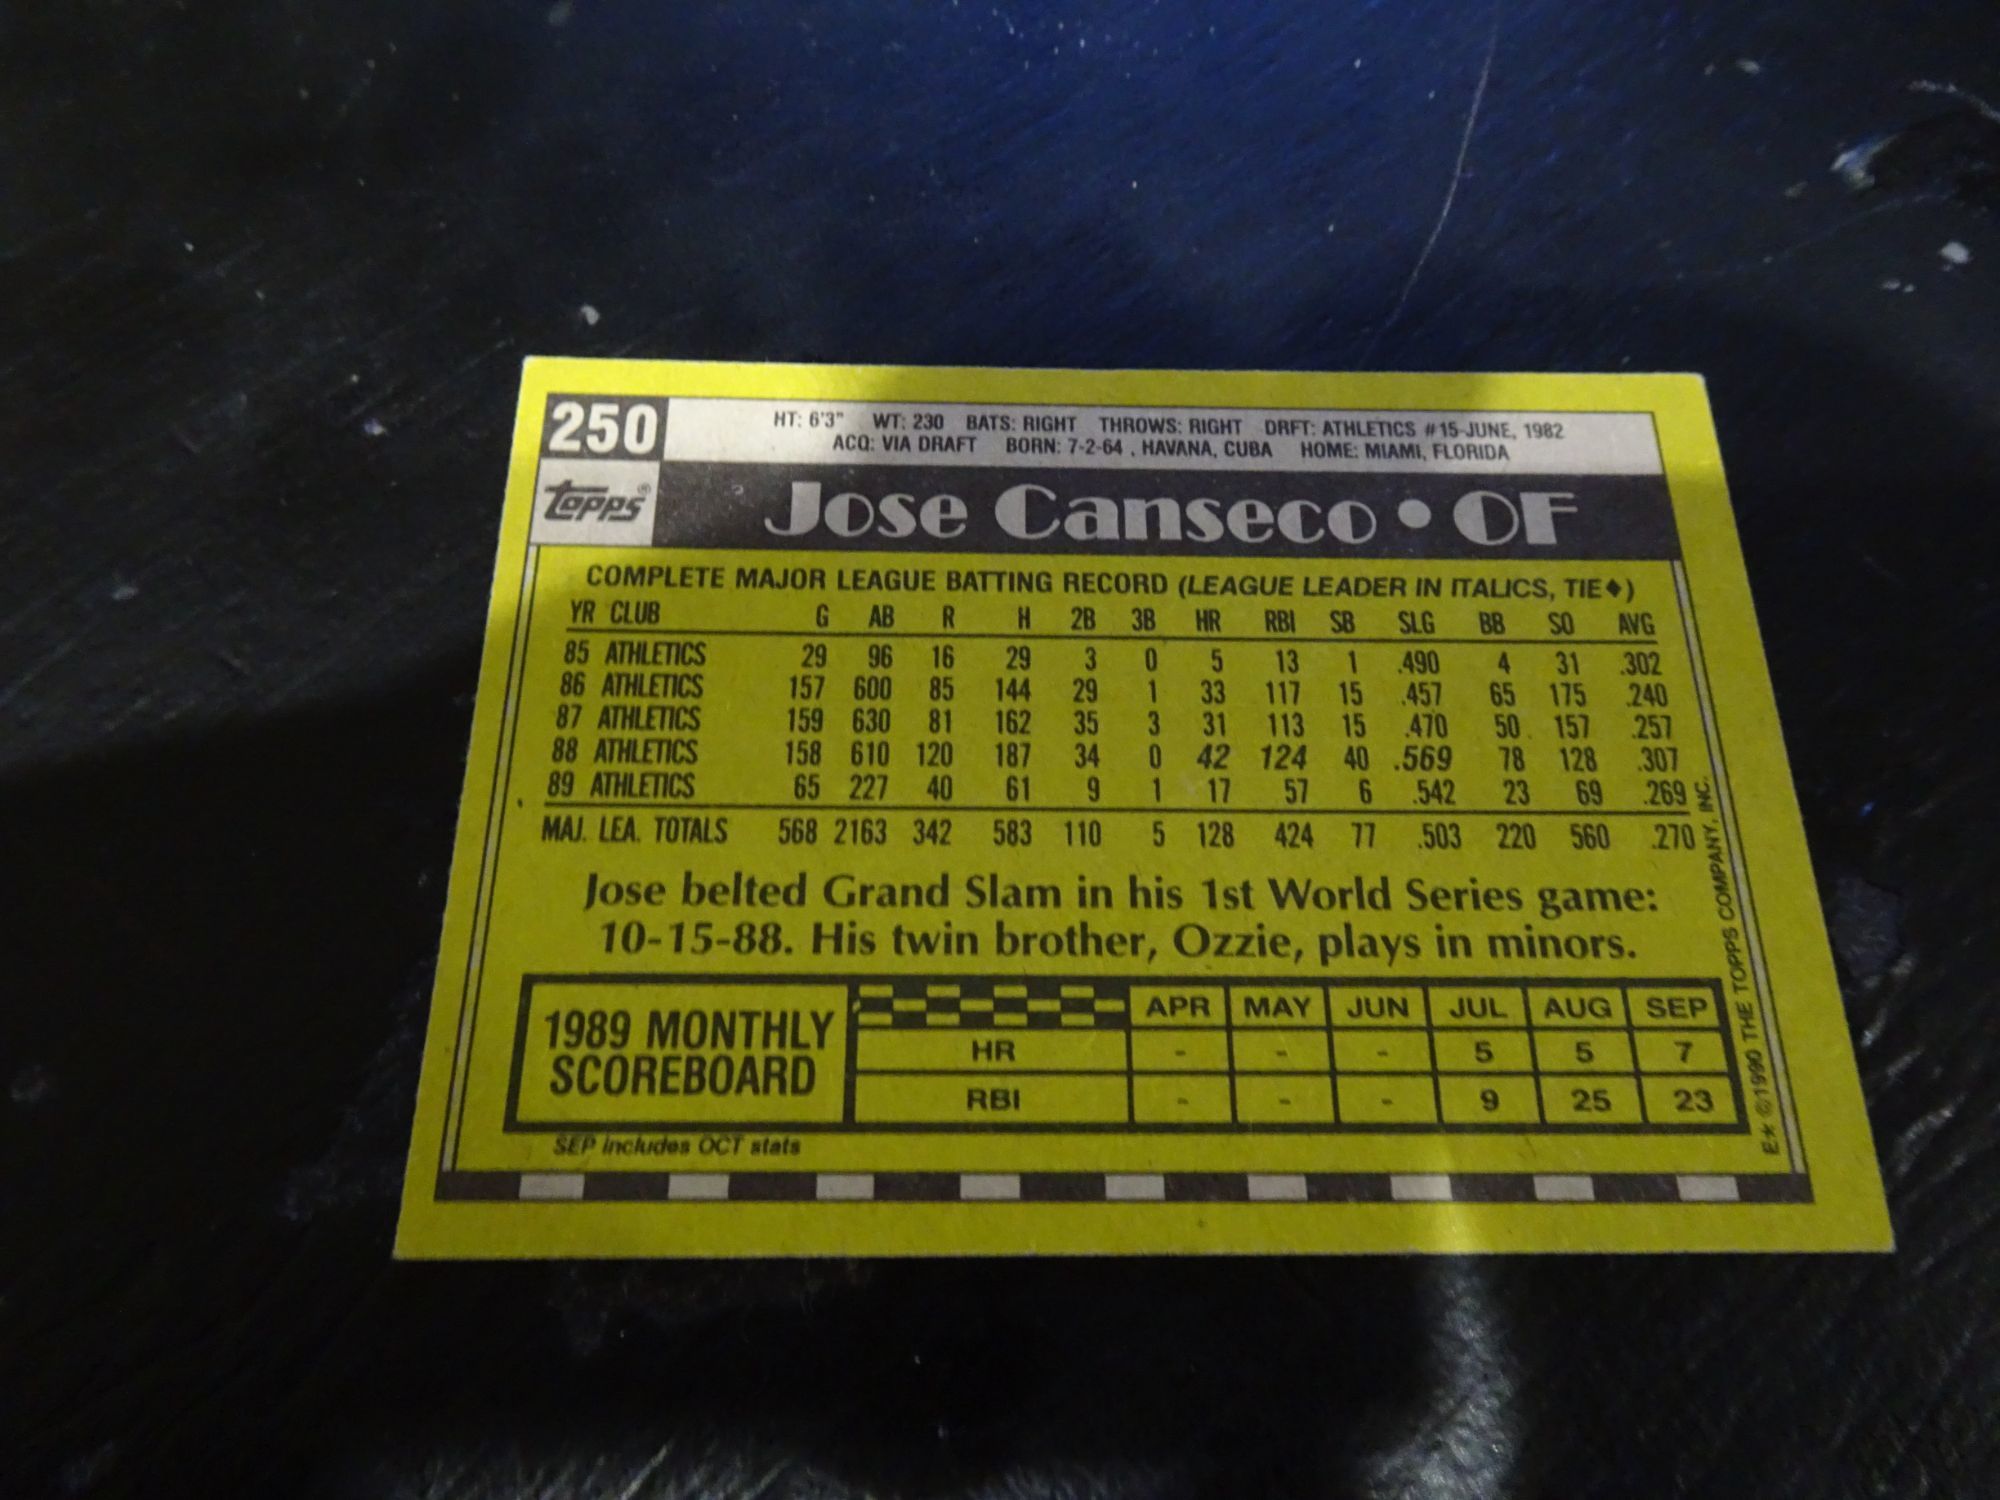 250
HT: 6'3" WT: 230 BATS: RIGHT THROWS: RIGHT DRFT: ATHLETICS #15-JUNE, 1982
ACQ: VIA DRAFT BORN: 7-2-64 , HAVANA, CUBA HOME: MIAMI, FLORIDA
topps®
Jose Canseco • OF
COMPLETE MAJOR LEAGUE BATTING RECORD (LEAGUE LEADER IN ITALICS, TIE♦)
YR CLUB G AB R H 2B 3B HR RBI SB SLG BB SO AVG
85 ATHLETICS 29 96 16 29 3 0 5 13 1 .490 4 31 .302
86 ATHLETICS 157 600 85 144 29 1 33 117 15 .457 65 175 .240
87 ATHLETICS 159 630 81 162 35 3 31 113 15 .470 50 157 .257
88 ATHLETICS 158 610 120 187 34 0 42 124 40 .569 78 128 .307
89 ATHLETICS 65 227 40 61 9 1 17 57 6 .542 23 69 .269
MAJ. LEA. TOTALS 568 2163 342 583 110 5 128 424 77 .503 220 560 .270
Jose belted Grand Slam in his 1st World Series game:
10-15-88. His twin brother, Ozzie, plays in minors.
1989 MONTHLY
SCOREBOARD
APR MAY JUN JUL AUG SEP
HR - - - 5 5 7
RBI - - - 9 25 23
SEP includes OCT stats
E* ©1990 THE TOPPS COMPANY, INC.